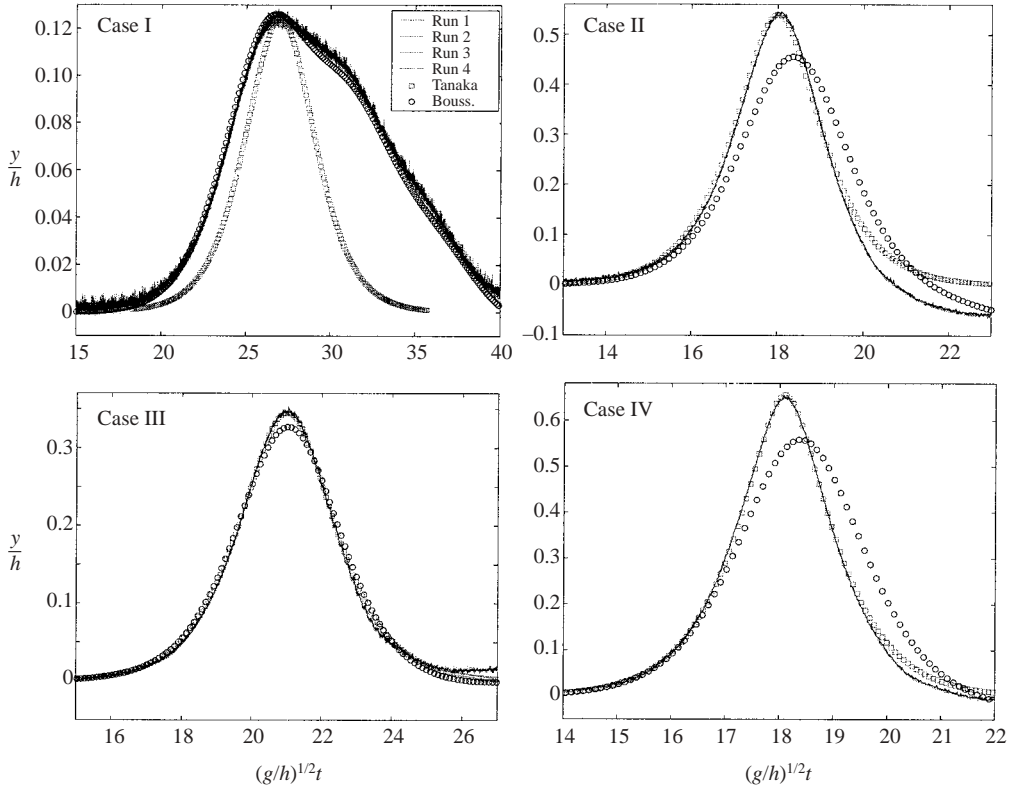 Case I
Run 1
Run 2
Run 3
Run 4
Tanaka
Bouss.
y/h
0.12
0.10
0.08
0.06
0.04
0.02
0
15 20 25 30 35 40
Case II
0.5
0.4
0.3
0.2
0.1
0
–0.1
14 16 18 20 22
Case III
y/h
0.3
0.2
0.1
0
16 18 20 22 24 26
(g/h)^{1/2}t
Case IV
0.6
0.5
0.4
0.3
0.2
0.1
0
14 15 16 17 18 19 20 21 22
(g/h)^{1/2}t